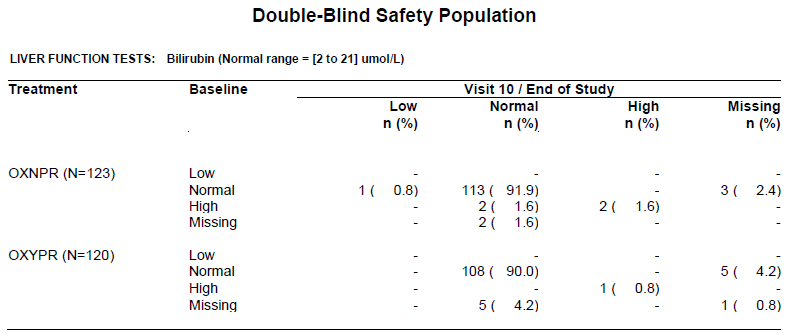 Double-Blind Safety Population
LIVER FUNCTION TESTS: Bilirubin (Normal range = [2 to 21] umol/L)
Treatment Baseline Visit 10 / End of Study
Low Normal High Missing
n (%) n (%) n (%) n (%)
OXNPR (N=123) Low - - - -
Normal 1 ( 0.8) 113 ( 91.9) - 3 ( 2.4)
High - 2 ( 1.6) 2 ( 1.6) -
Missing - 2 ( 1.6) - -
OXYPR (N=120) Low - - - -
Normal - 108 ( 90.0) - 5 ( 4.2)
High - - 1 ( 0.8) -
Missing - 5 ( 4.2) - 1 ( 0.8)